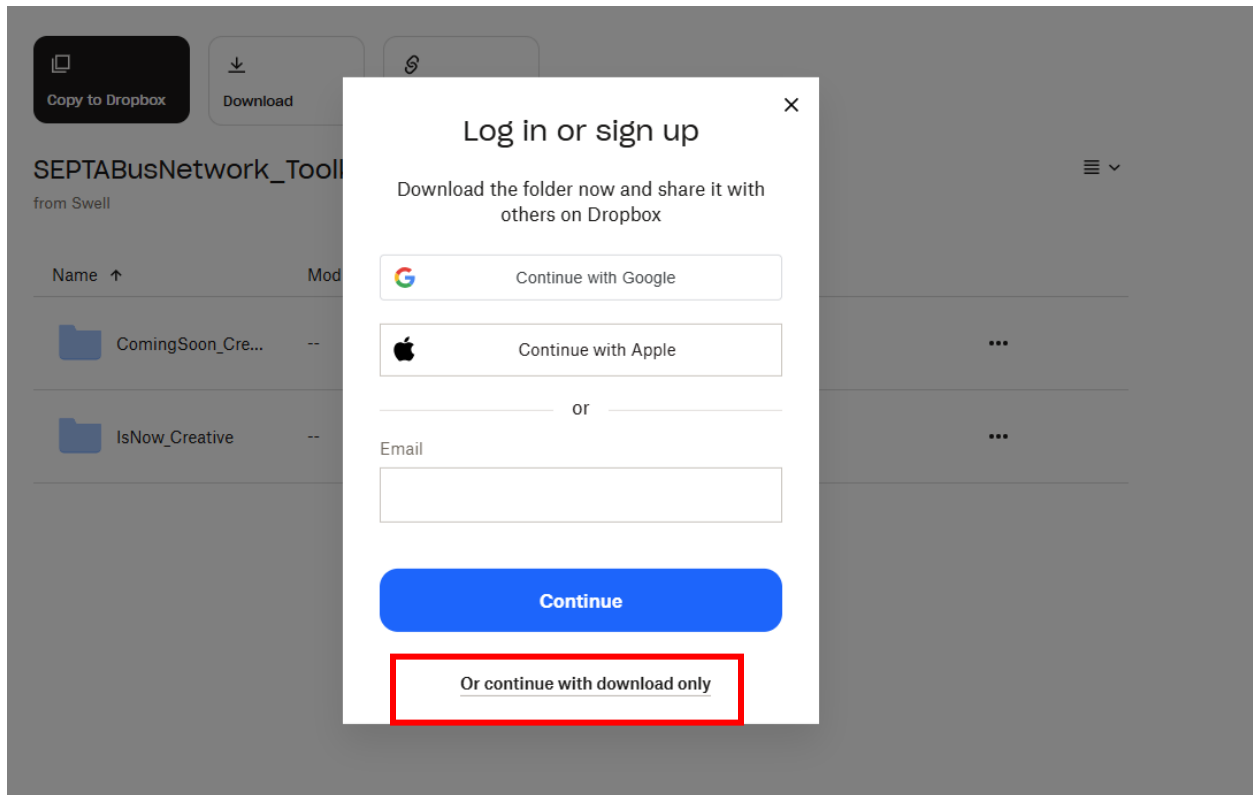 Copy to Dropbox
Download
SEPTABusNetwork_Tool
from Swell
Name
Mod
ComingSoon_Cre...
--
IsNow_Creative
--
Log in or sign up
Download the folder now and share it with
others on Dropbox
Continue with Google
Continue with Apple
or
Email
Continue
Or continue with download only